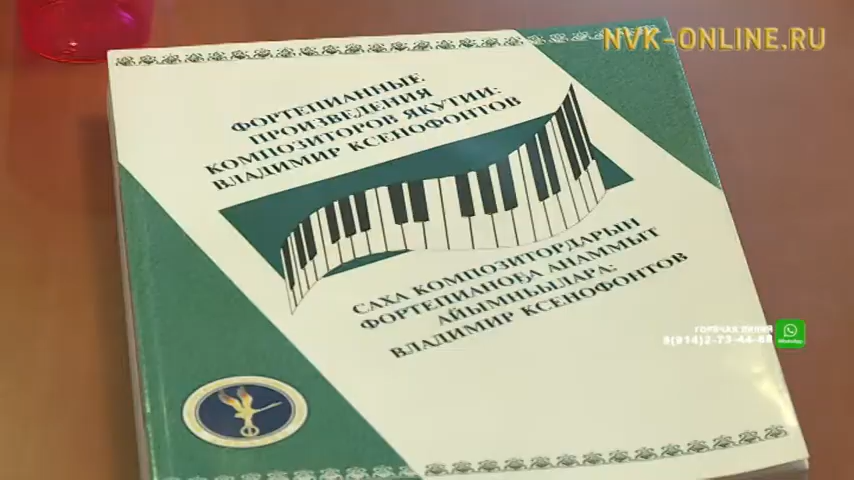 NVK-ONLINE.RU
ФОРТЕПИАННЫЕ
ПРОИЗВЕДЕНИЯ
КОМПОЗИТОРОВ ЯКУТИИ:
ВЛАДИМИР КСЕНОФОНТОВ
САХА КОМПОЗИТОРДАРЫН
ФОРТЕПИАНОҔА АНАММЫТ
АЙЫМНЬЫЛАРА:
ВЛАДИМИР КСЕНОФОНТОВ
ГОРЯЧАЯ ЛИНИЯ
8(914)2-73-44-88
WhatsApp